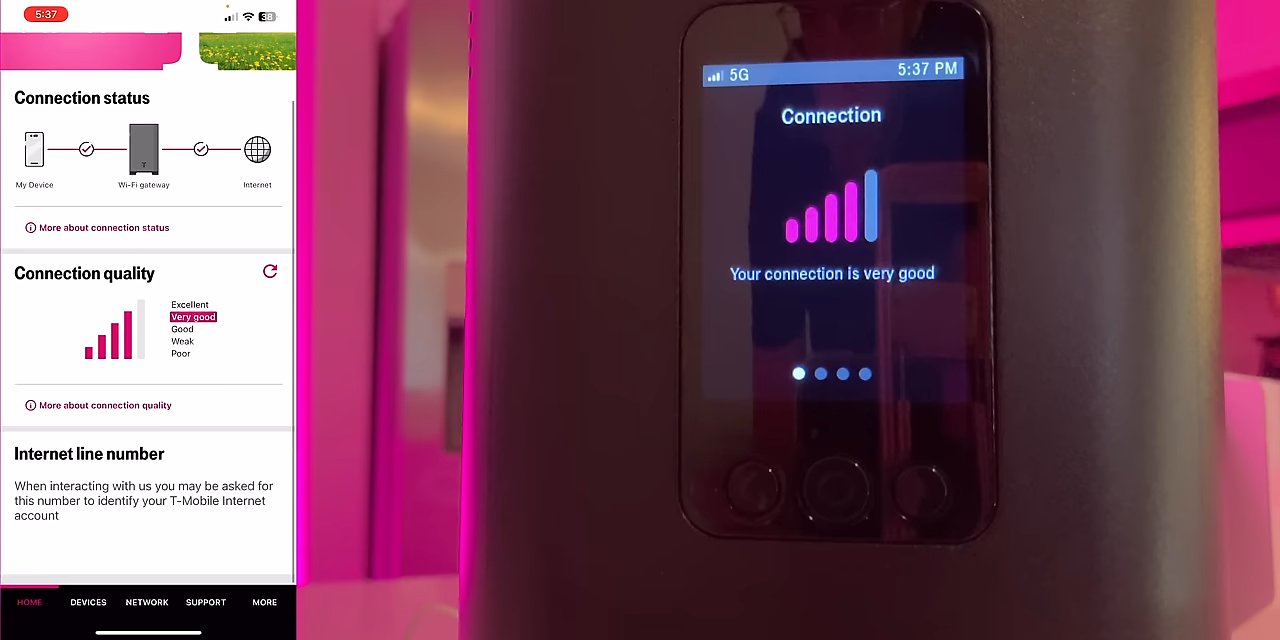 5:37
38
Connection status
My Device
Wi-Fi gateway
Internet
More about connection status
Connection quality
Excellent
Very good
Good
Weak
Poor
More about connection quality
Internet line number
When interacting with us you may be asked for
this number to identify your T-Mobile Internet
account
HOME
DEVICES
NETWORK
SUPPORT
MORE
5G
5:37 PM
Connection
Your connection is very good